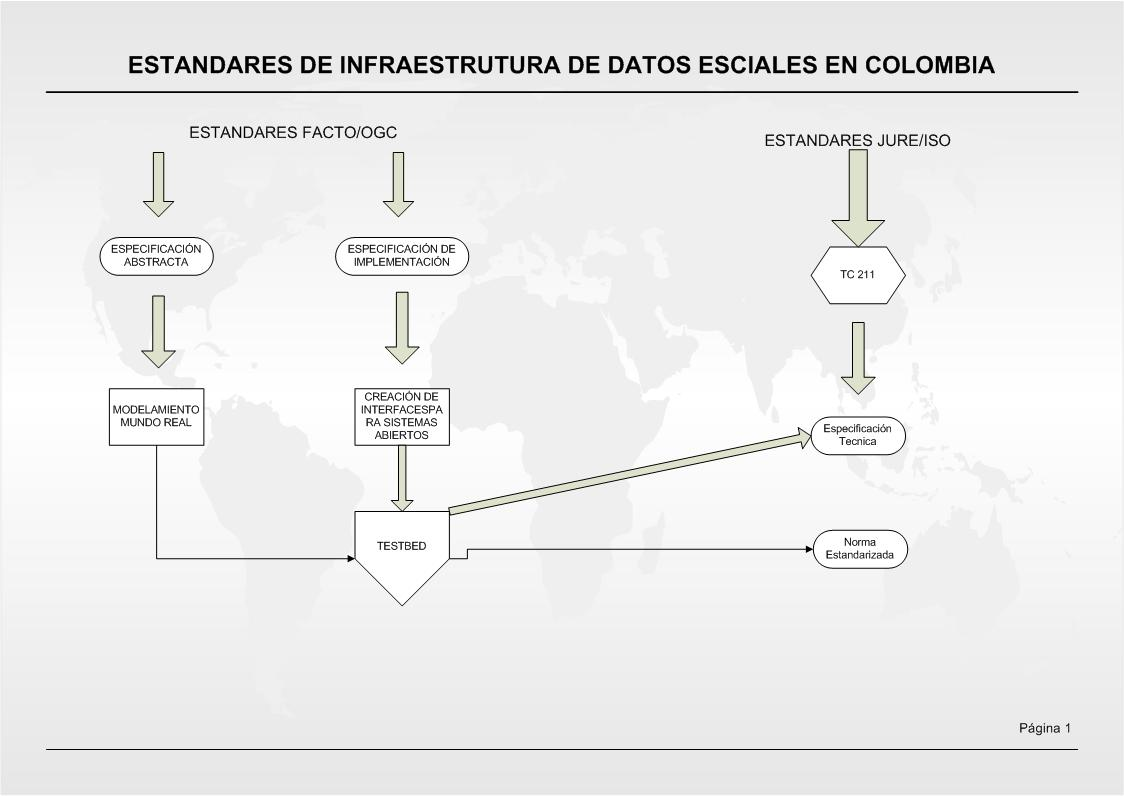 ESTANDARES DE INFRAESTRUTURA DE DATOS ESCIALES EN COLOMBIA
ESTANDARES FACTO/OGC
ESTANDARES JURE/ISO
ESPECIFICACIÓN
ABSTRACTA
ESPECIFICACIÓN DE
IMPLEMENTACIÓN
TC 211
MODELAMIENTO
MUNDO REAL
CREACIÓN DE
INTERFACESPA
RA SISTEMAS
ABIERTOS
Especificación
Tecnica
TESTBED
Norma
Estandarizada
Página 1